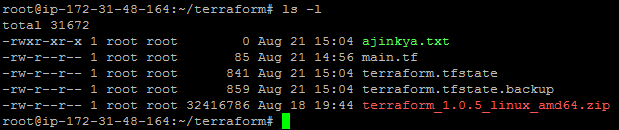 root@ip-172-31-48-164:~/terraform# ls -l
total 31672
-rwxr-xr-x 1 root root        0 Aug 21 15:04 ajinkya.txt
-rw-r--r-- 1 root root       85 Aug 21 14:56 main.tf
-rw-r--r-- 1 root root      841 Aug 21 15:04 terraform.tfstate
-rw-r--r-- 1 root root      859 Aug 21 15:04 terraform.tfstate.backup
-rw-r--r-- 1 root root 32416786 Aug 18 19:44 terraform_1.0.5_linux_amd64.zip
root@ip-172-31-48-164:~/terraform#